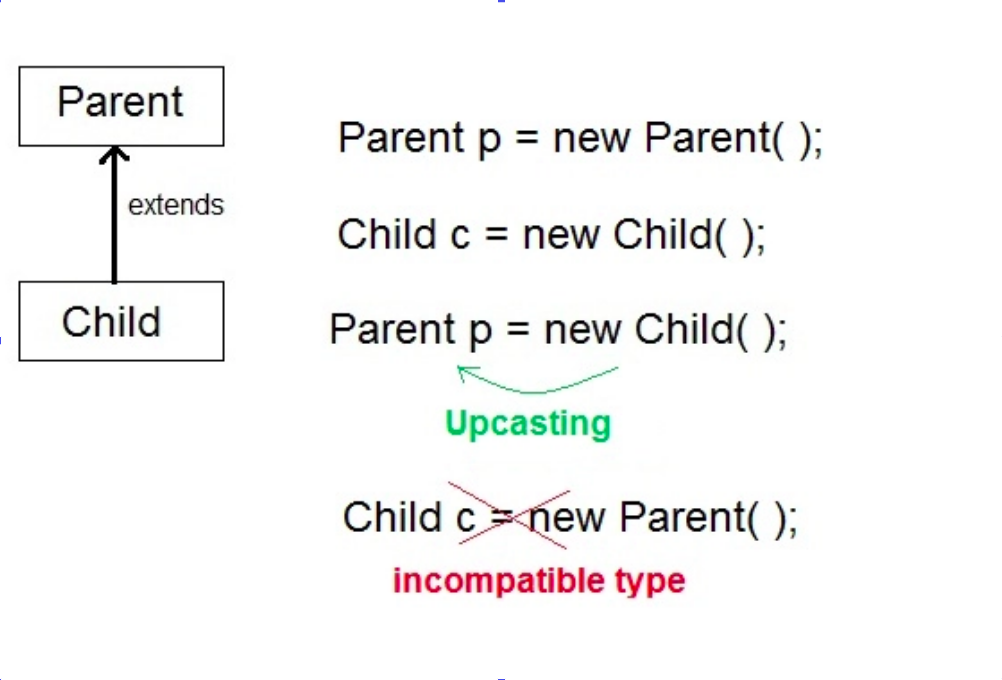 Parent
extends
Child
Parent p = new Parent( );
Child c = new Child( );
Parent p = new Child( );
Upcasting
Child c = new Parent( );
incompatible type